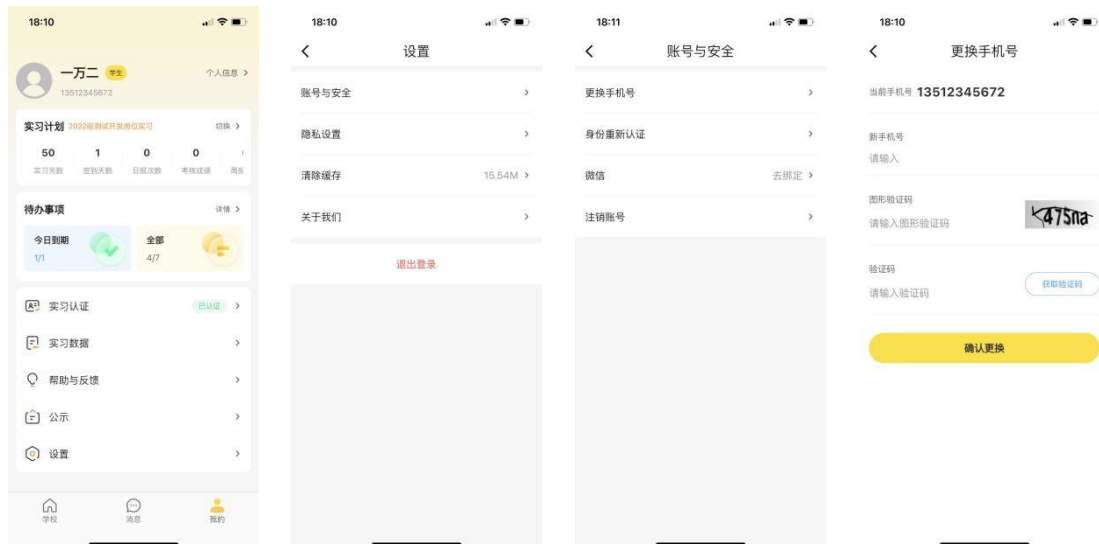 18:10
一万二 学生
个人信息
13512345672
实习计划 2022级测试开发岗位实习
切换
50 1 0 0
实习天数 签到天数 日报次数 考核成绩 周报
待办事项
详情
今日到期
1/1
全部
4/7
实习认证
已认证
实习数据
帮助与反馈
公示
设置
学校 消息 我的
18:10
设置
账号与安全
隐私设置
清除缓存 15.54M
关于我们
退出登录
18:11
账号与安全
更换手机号
身份重新认证
微信 去绑定
注销账号
18:10
更换手机号
当前手机号 13512345672
新手机号
请输入
图形验证码
请输入图形验证码
475na
验证码
请输入验证码
获取验证码
确认更换